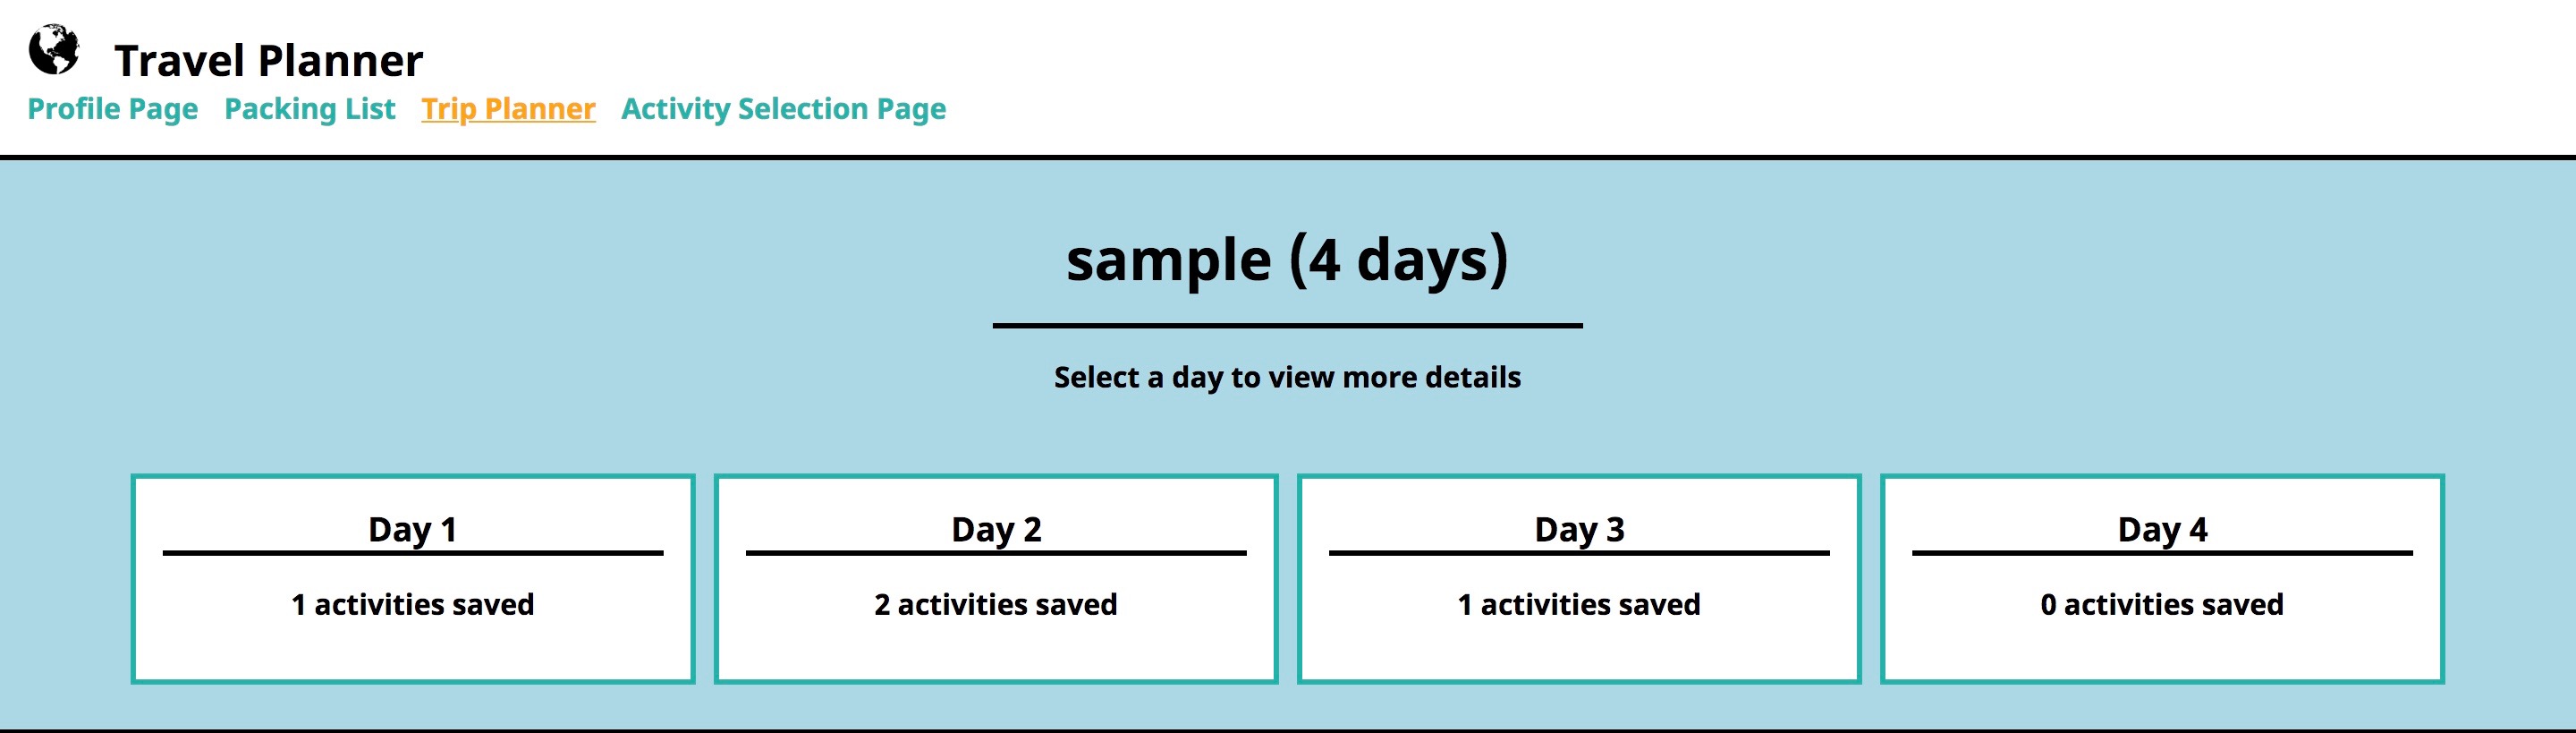 Travel Planner
Profile Page Packing List Trip Planner Activity Selection Page
sample (4 days)
Select a day to view more details
Day 1
1 activities saved
Day 2
2 activities saved
Day 3
1 activities saved
Day 4
0 activities saved